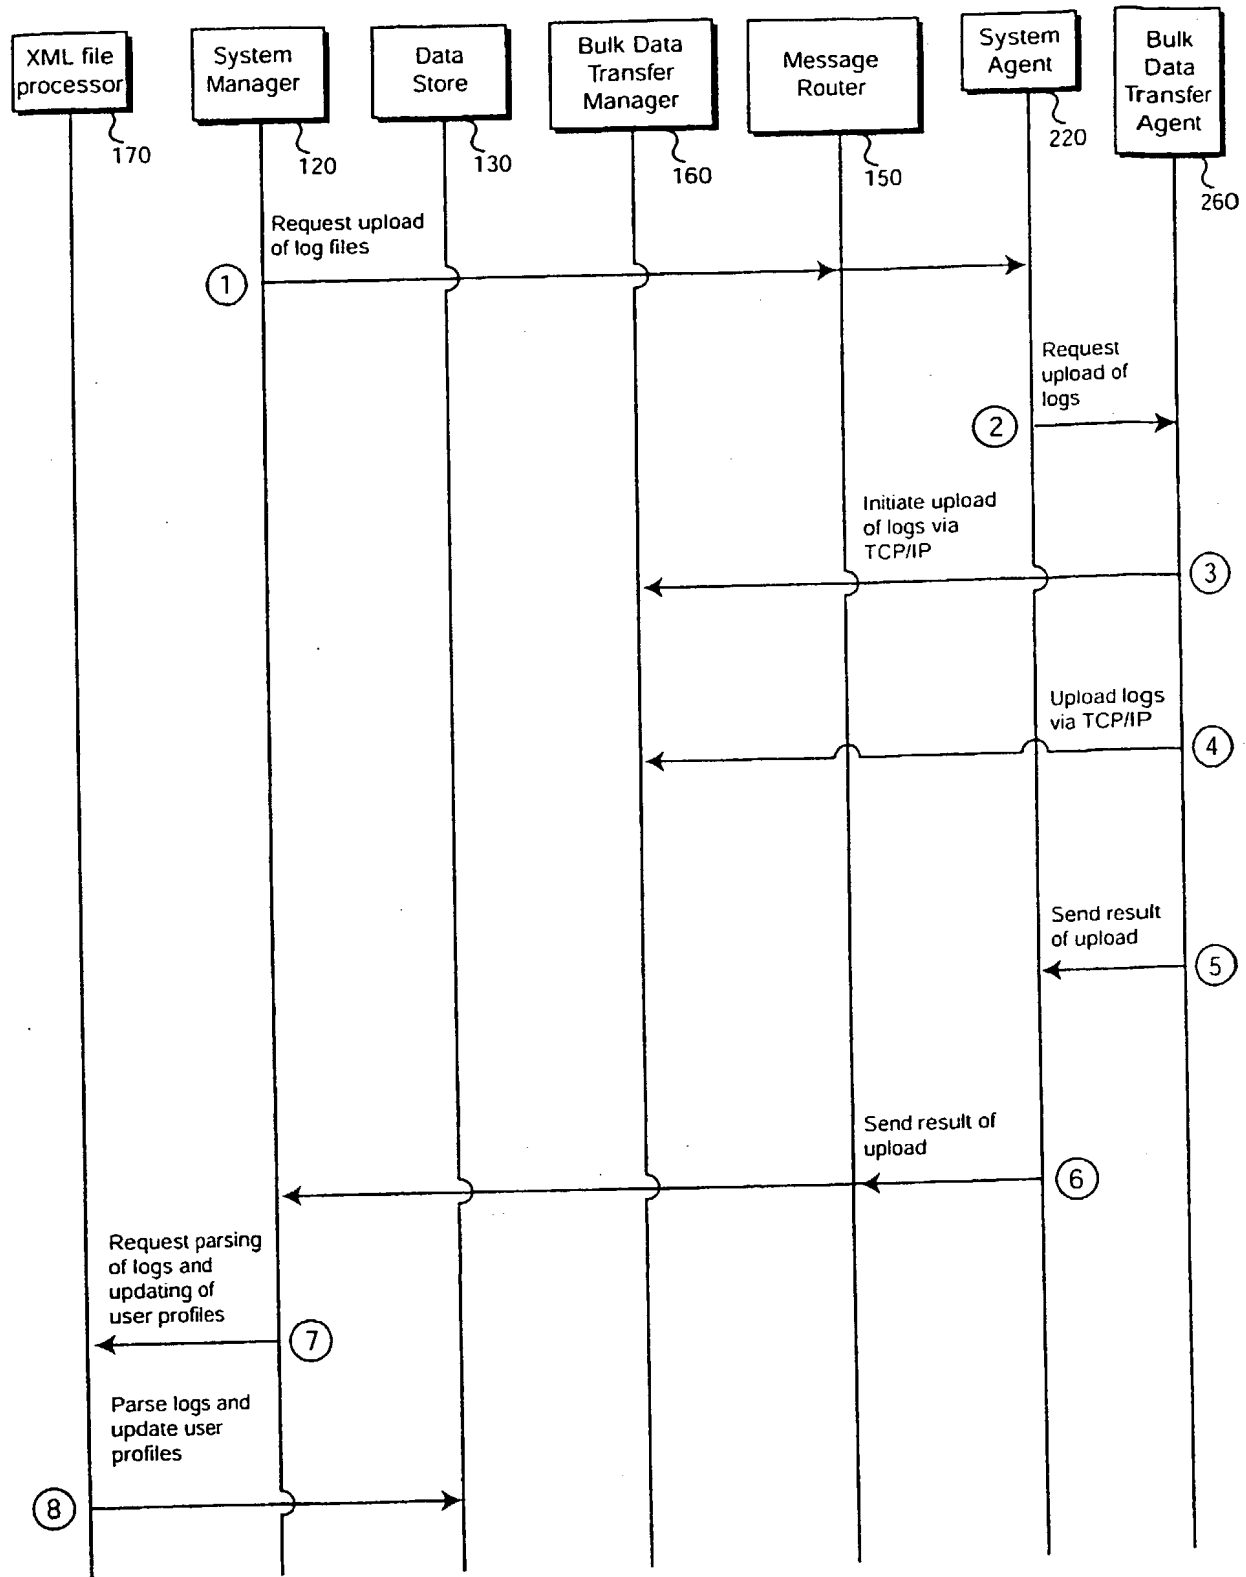 XML file
processor
170
System
Manager
120
Data
Store
130
Bulk Data
Transfer
Manager
160
Message
Router
150
System
Agent
220
Bulk
Data
Transfer
Agent
260
Request upload
of log files
1
Request
upload of
logs
2
Initiate upload
of logs via
TCP/IP
3
Upload logs
via TCP/IP
4
Send result
of upload
5
Send result of
upload
6
Request parsing
of logs and
updating of
user profiles
7
Parse logs and
update user
profiles
8